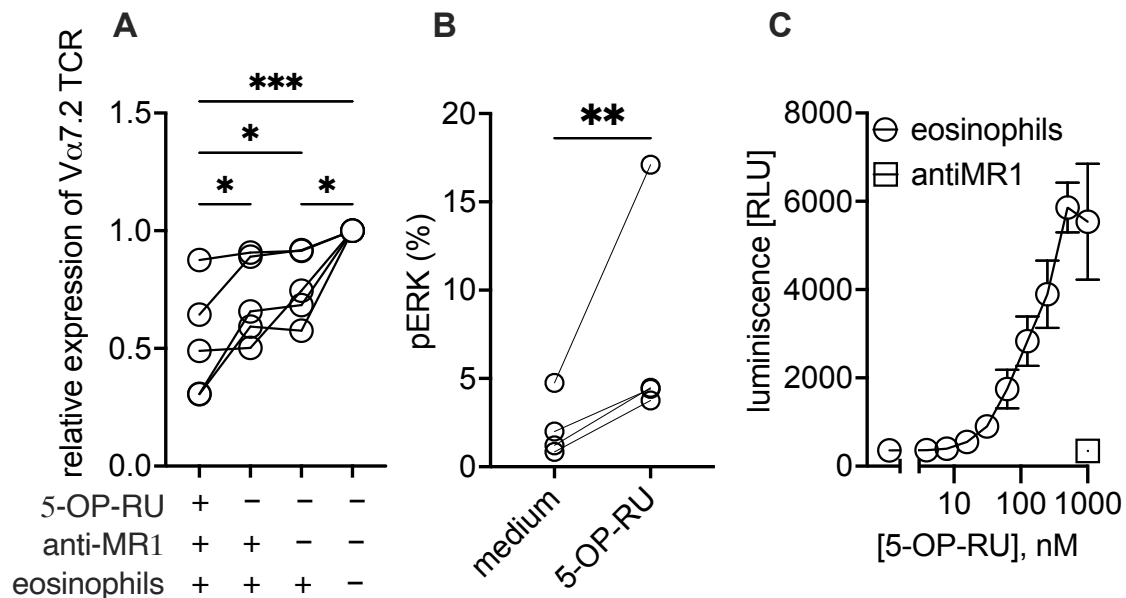 A
relative expression of Vα7.2 TCR
1.5
1.0
0.5
0.0
***
*
* *
5-OP-RU + − − −
anti-MR1 + + − −
eosinophils + + + −
B
pERK (%)
20
15
10
5
0
**
medium
5-OP-RU
C
luminiscence [RLU]
8000
6000
4000
2000
0
eosinophils
antiMR1
10 100 1000
[5-OP-RU], nM